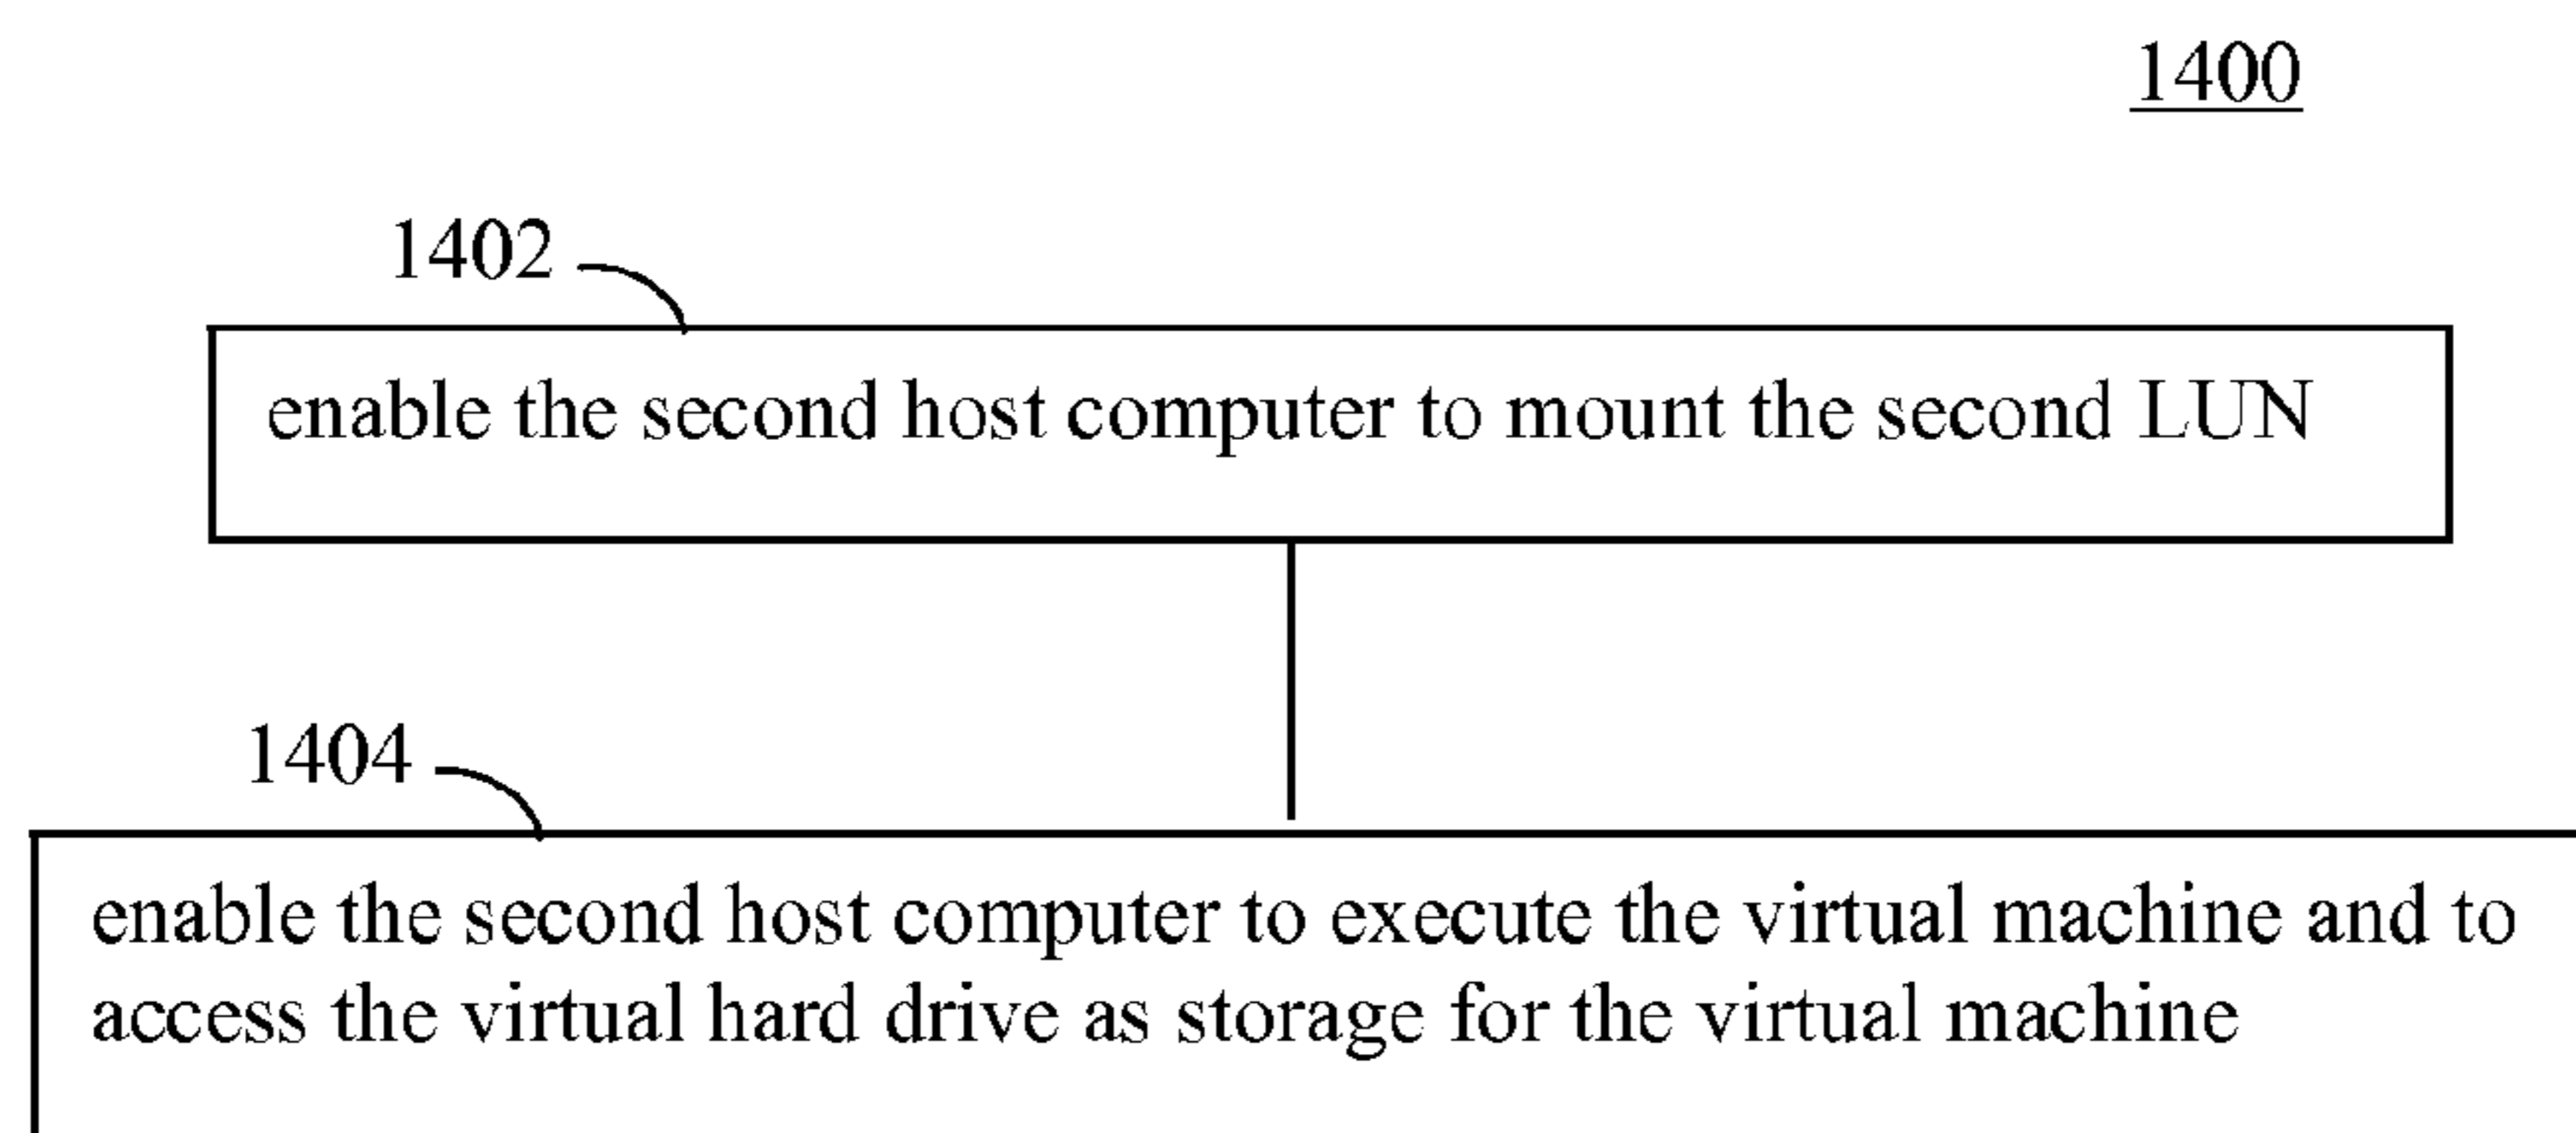 1400
1402
enable the second host computer to mount the second LUN
1404
enable the second host computer to execute the virtual machine and to
access the virtual hard drive as storage for the virtual machine